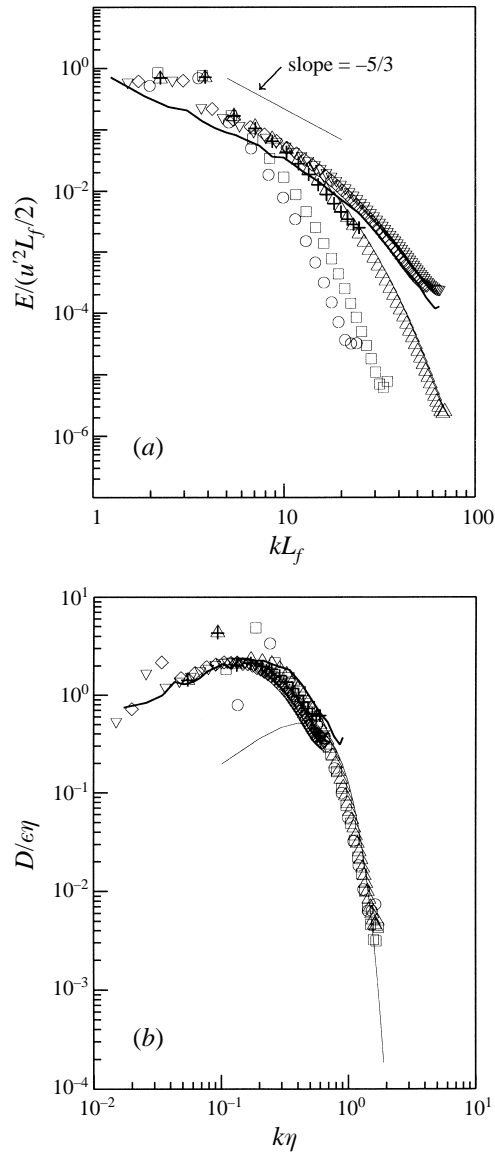 10⁰
slope = –5/3
10⁻²
E/(u′²L_f/2)
10⁻⁴
10⁻⁶
(a)
1
10
100
kL_f
10¹
10⁰
10⁻¹
D/ϵη
10⁻²
10⁻³
(b)
10⁻⁴
10⁻²
10⁻¹
10⁰
10¹
kη